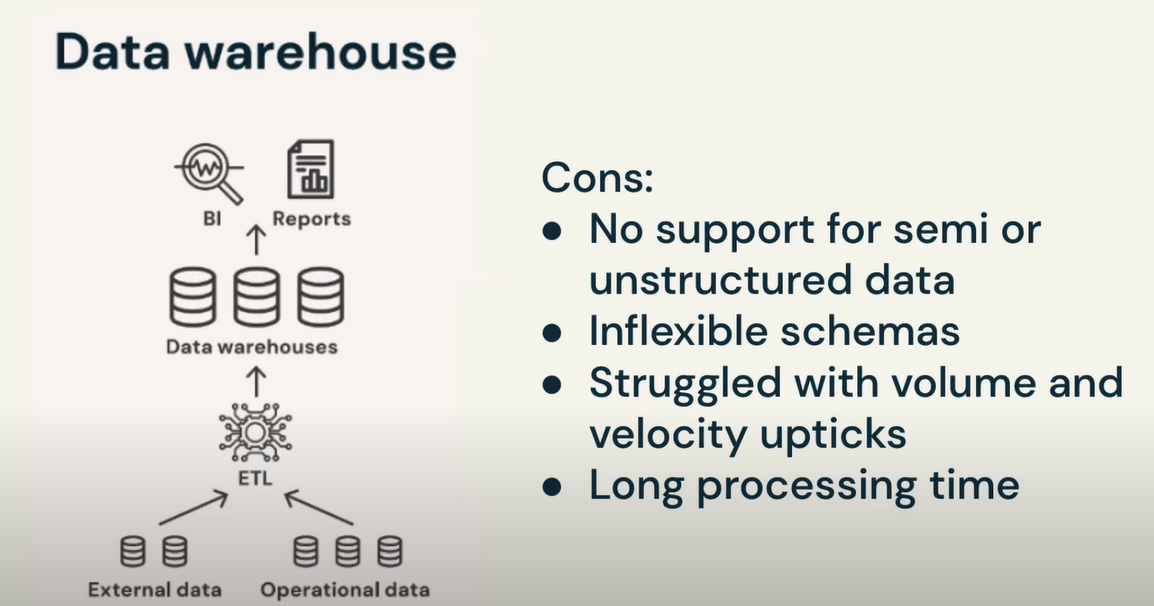 Data warehouse
BI
Reports
Data warehouses
ETL
External data
Operational data
Cons:
● No support for semi or
unstructured data
● Inflexible schemas
● Struggled with volume and
velocity upticks
● Long processing time